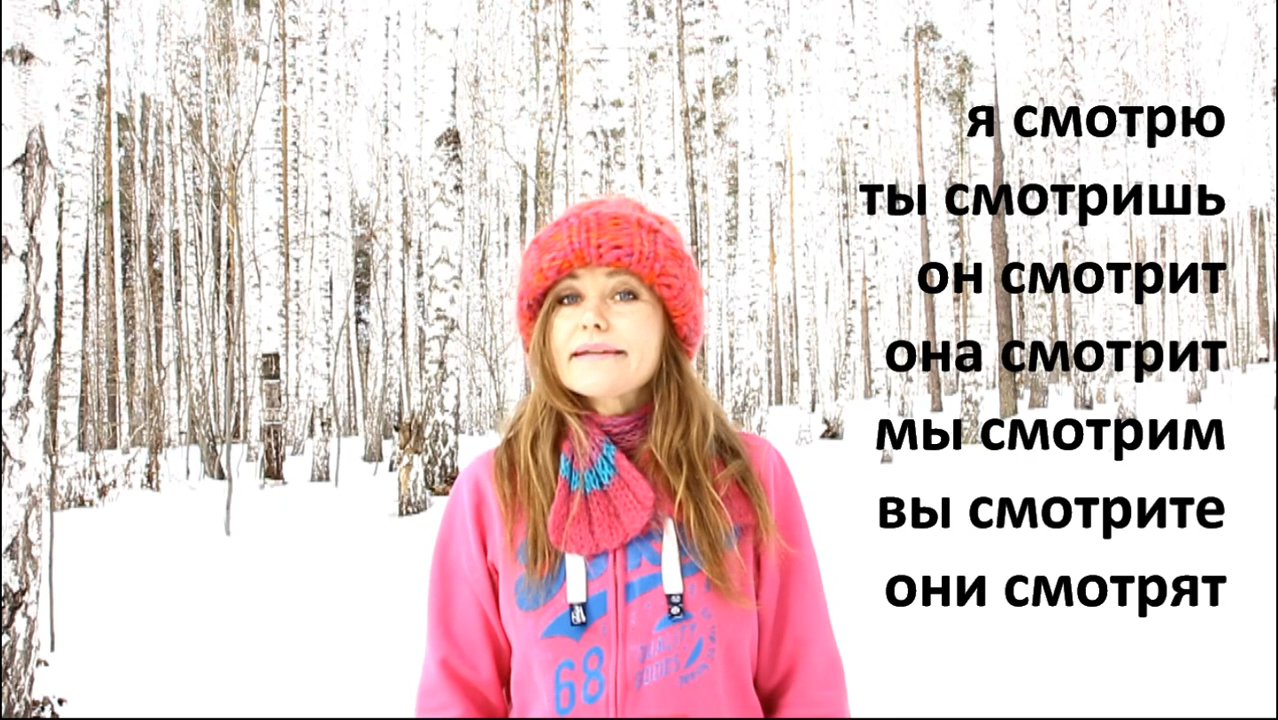 я смотрю
ты смотришь
он смотрит
она смотрит
мы смотрим
вы смотрите
они смотрят
68